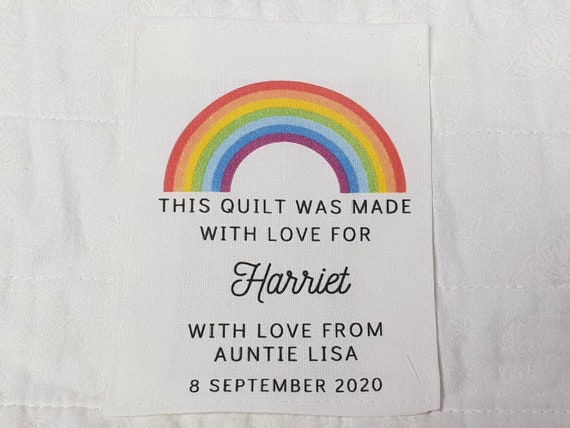 THIS QUILT WAS MADE
WITH LOVE FOR
Harriet
WITH LOVE FROM
AUNTIE LISA
8 SEPTEMBER 2020